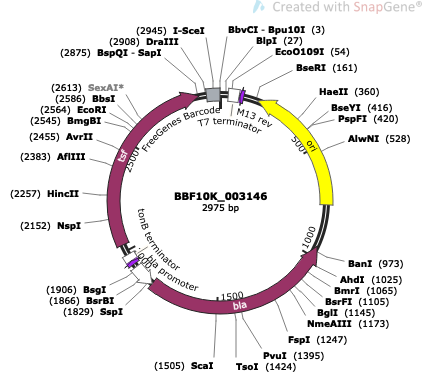 Created with SnapGene®
(2945) I-SceI
(2908) DraIII
(2875) BspQI - SapI
BbvCI - Bpu10I (3)
BlpI (27)
EcoO109I (54)
BseRI (161)
HaeII (360)
BseYI (416)
PspFI (420)
AlwNI (528)
(2613) SexAI*
(2586) BbsI
(2564) EcoRI
(2545) BmgBI
(2455) AvrII
(2383) AflIII
(2257) HincII
(2152) NspI
FreeGenes Barcode
T7 terminator
M13 rev
ori
500
tsf
2500
BBF10K_003146
2975 bp
tonB terminator
bla promoter
1000
1500
bla
BanI (973)
AhdI (1025)
BmrI (1065)
BsrFI (1105)
BglI (1145)
NmeAIII (1173)
FspI (1247)
PvuI (1395)
TsoI (1424)
(1505) ScaI
(1906) BsgI
(1866) BsrBI
(1829) SspI